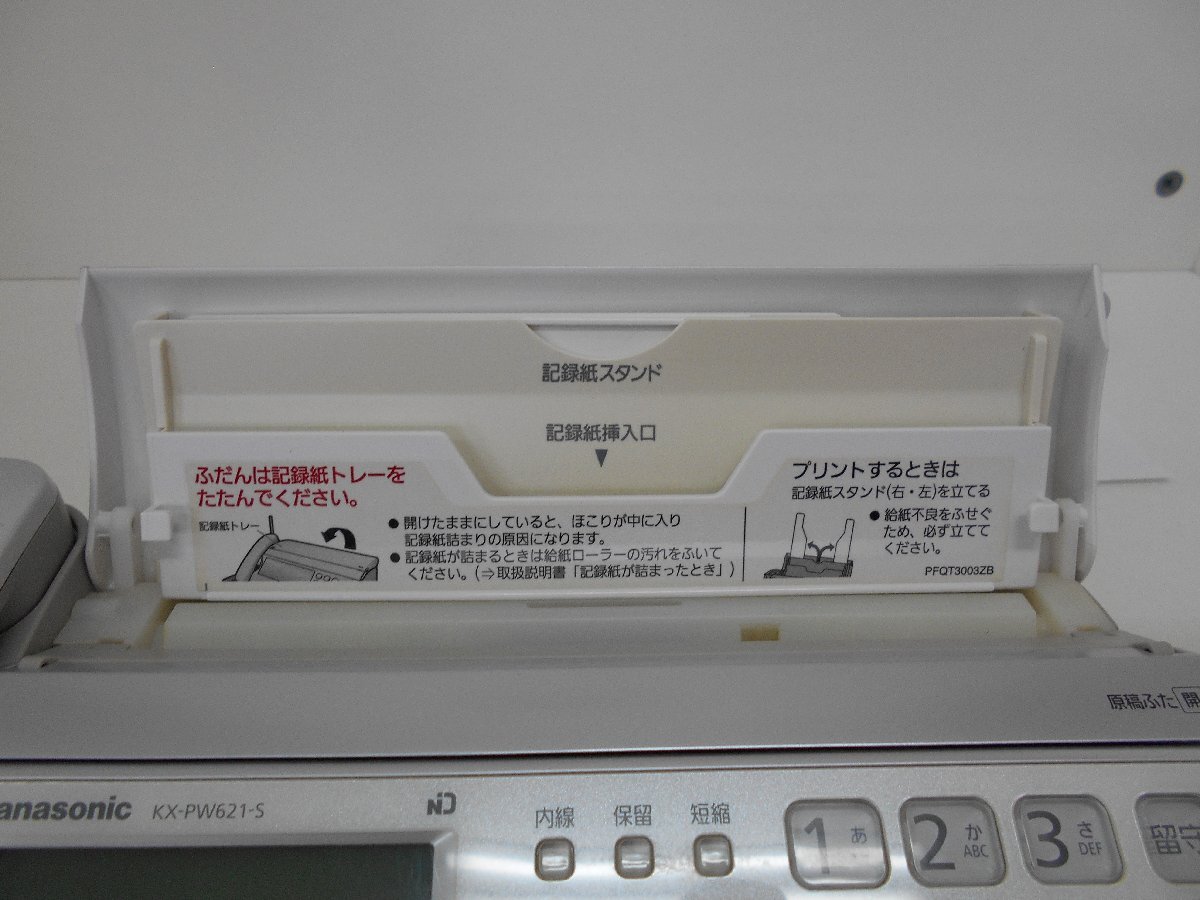 記録紙スタンド
記録紙挿入口
▼
ふだんは記録紙トレーを
たたんでください。
記録紙トレー
● 開けたままにしていると、ほこりが中に入り
記録紙詰まりの原因になります。
● 記録紙が詰まるときは給紙ローラーの汚れをふいて
ください。(⇒取扱説明書「記録紙が詰まったとき」)
プリントするときは
記録紙スタンド(右・左)を立てる
● 給紙不良をふせぐ
ため、必ず立てて
ください。
PFQT3003ZB
原稿ふた 開
anasonic KX-PW621-S
ND
内線 保留 短縮
1 あ
2 か ABC
3 さ DEF
留守